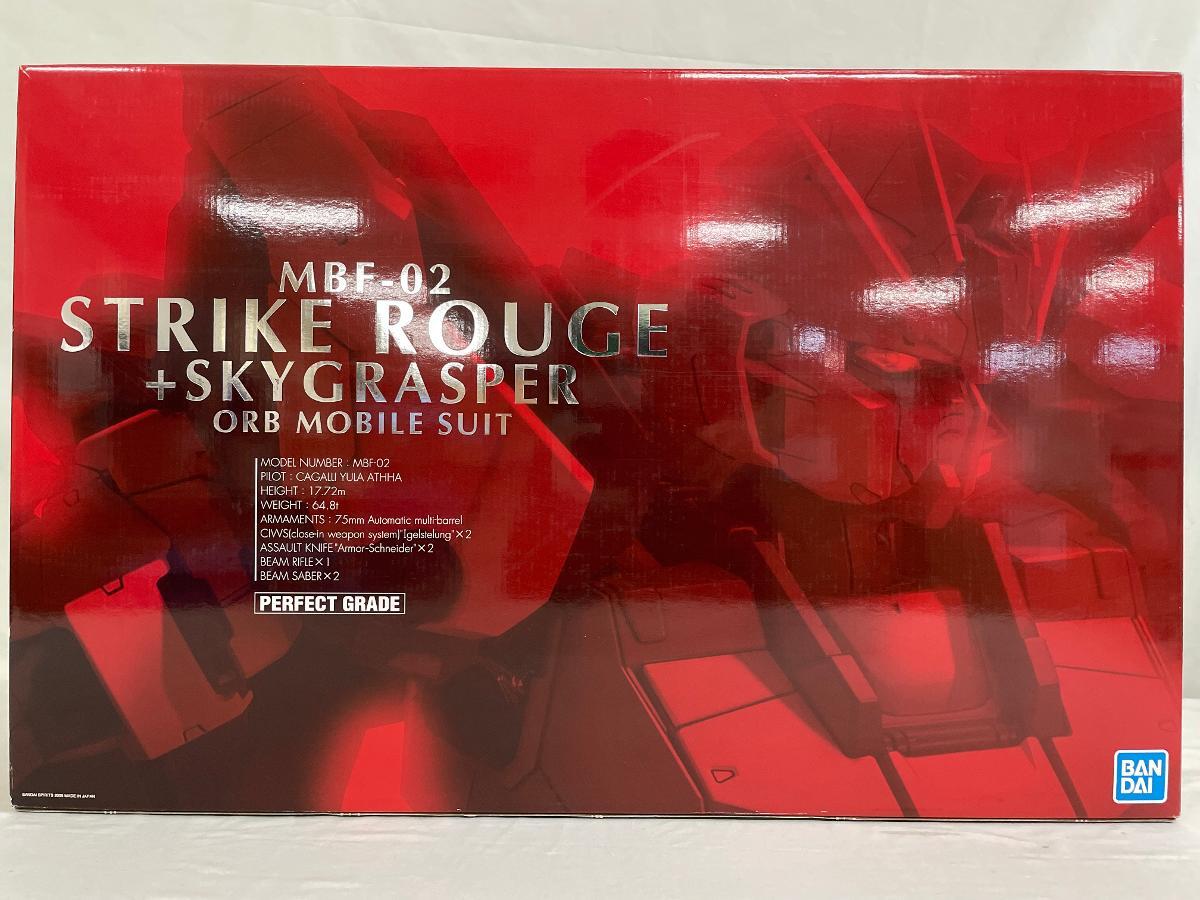 MBF-02
STRIKE ROUGE
+SKYGRASPER
ORB MOBILE SUIT
MODEL NUMBER : MBF-02
PILOT : CAGALLI YULA ATHHA
HEIGHT : 17.72m
WEIGHT : 64.8t
ARMAMENTS : 75mm Automatic multi-barrel
CIWS(close-in weapon system)"[gelstelung"×2
ASSAULT KNIFE"Armor-Schneider"×2
BEAM RIFLE×1
BEAM SABER×2
PERFECT GRADE
BAN
DAI